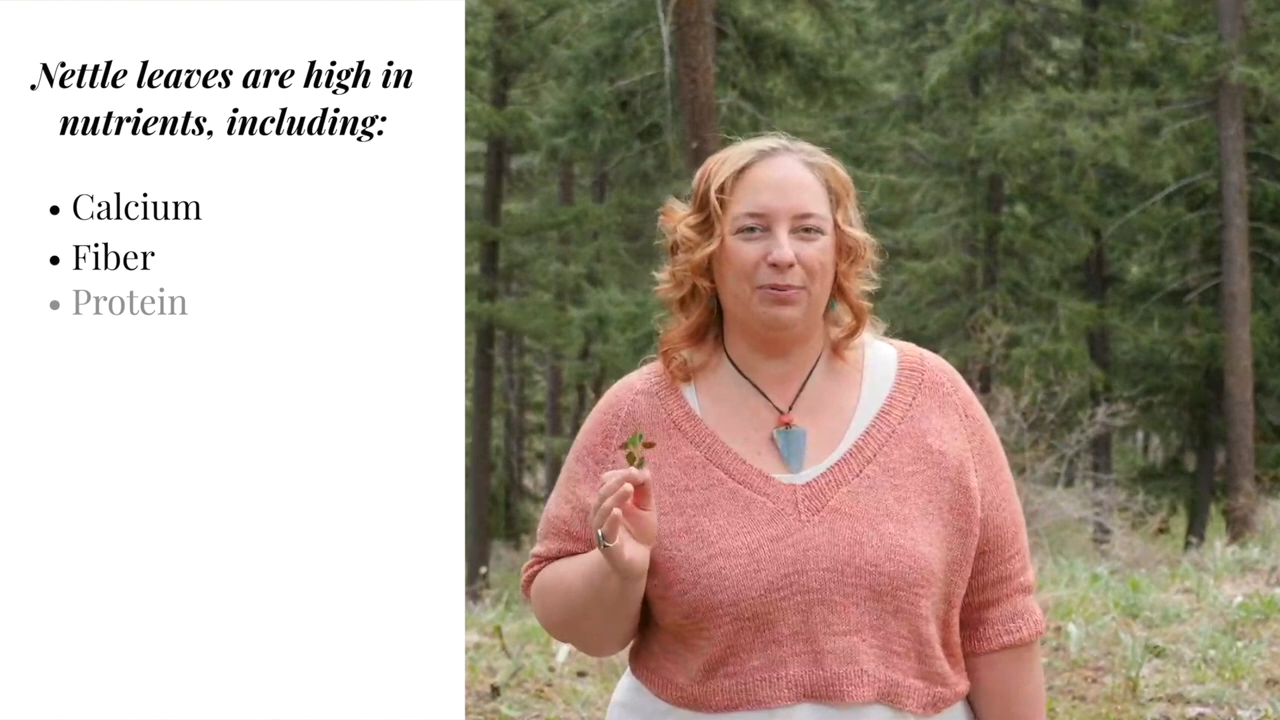 Nettle leaves are high in
nutrients, including:
• Calcium
• Fiber
• Protein